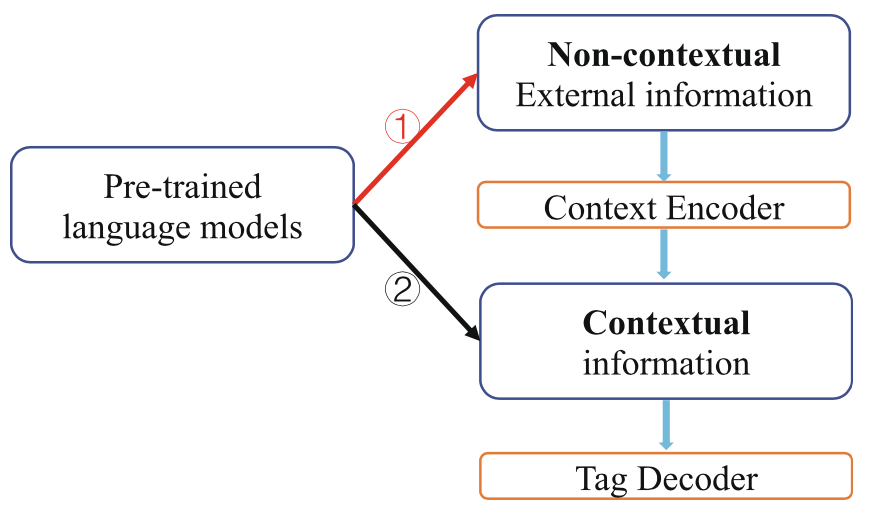 Non-contextual
External information
①
Pre-trained
language models
Context Encoder
②
Contextual
information
Tag Decoder